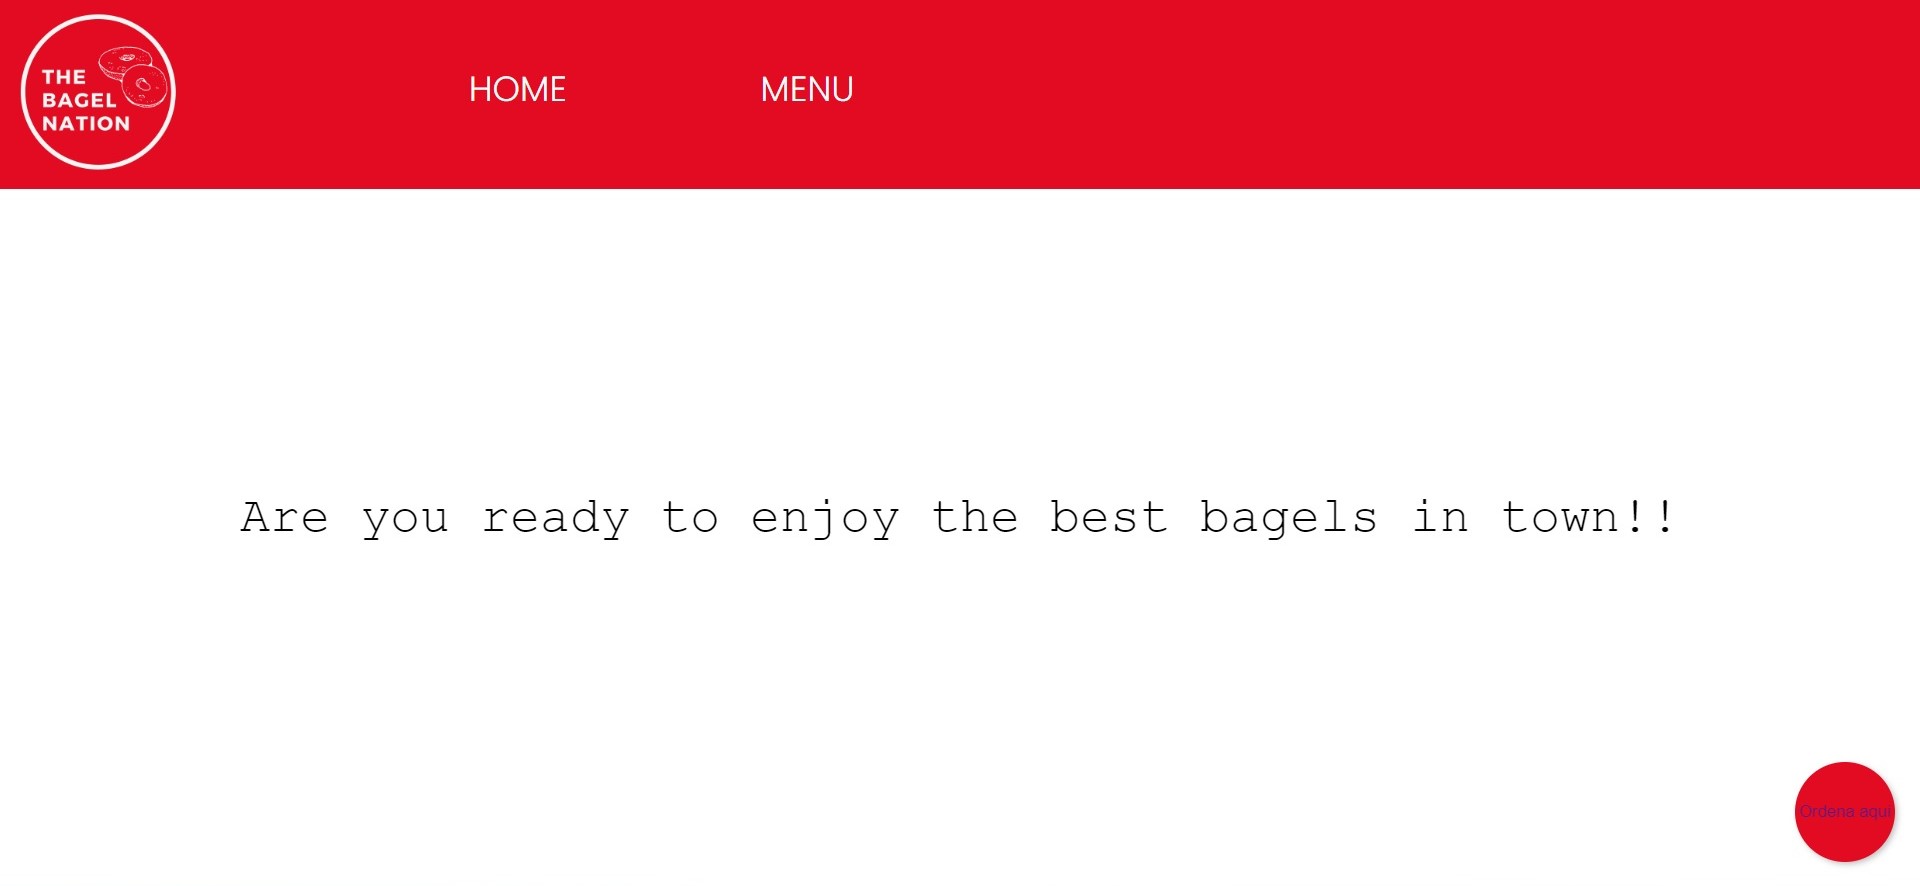 THE
BAGEL
NATION
HOME
MENU
Are you ready to enjoy the best bagels in town!!
Ordena aqui